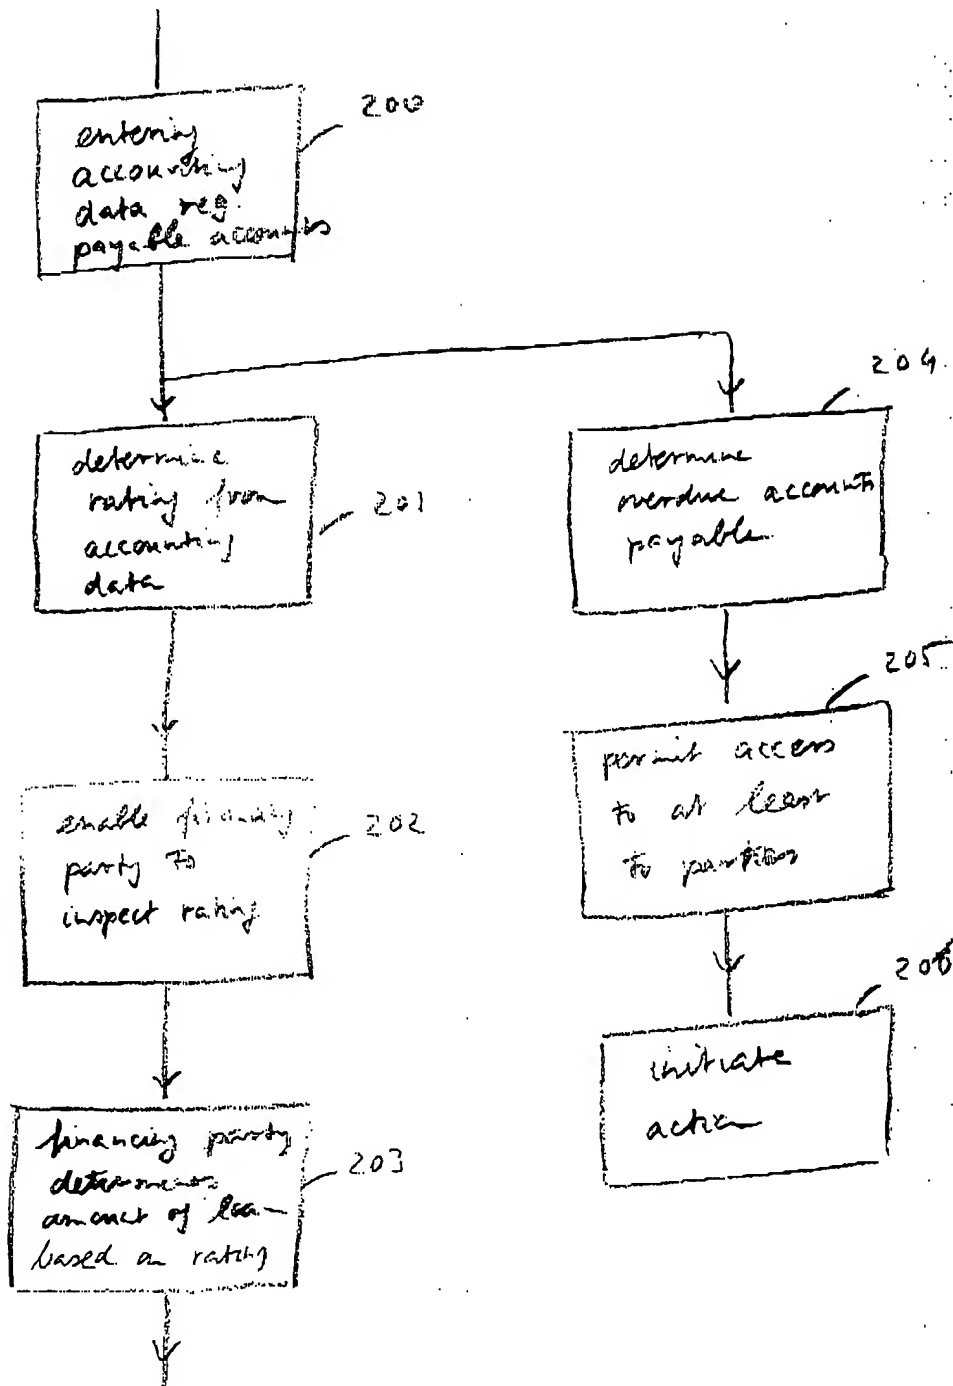 200
entering
accounting
data reg.
payable accounts
determine
rating from
accounting
data
201
204
determine
overdue accounts
payable
205
permit access
to at least
to partition
enable financing
party to
inspect rating
202
206
initiate
action
financing party
determines
amount of loan
based on rating
203